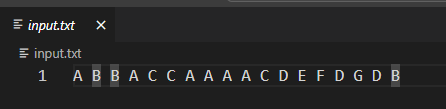 input.txt
input.txt
1 A B B A C C A A A A C D E F D G D B